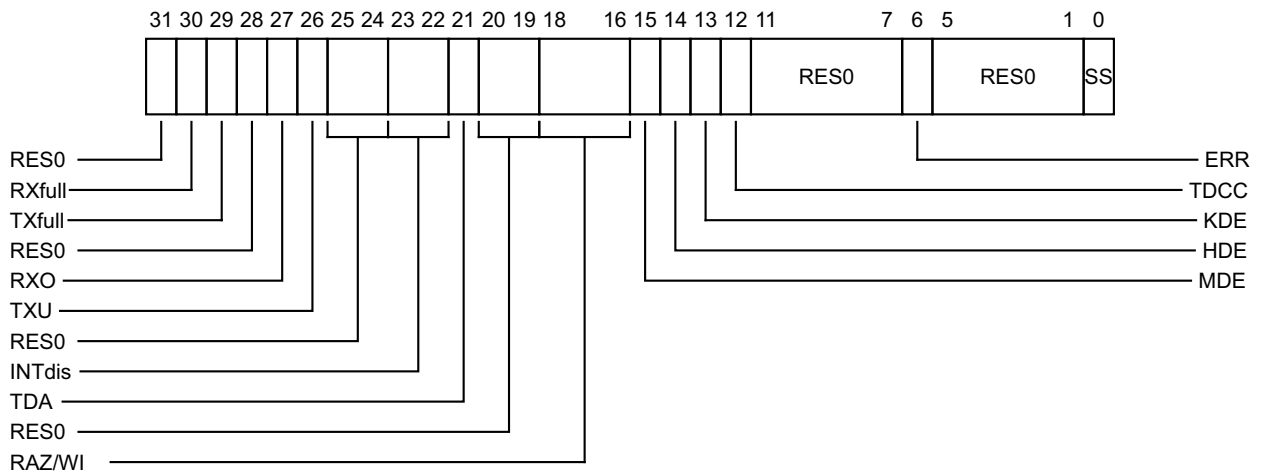 31 30 29 28 27 26 25 24 23 22 21 20 19 18 16 15 14 13 12 11 7 6 5 1 0
RES0 RES0 SS
RES0 ERR
RXfull TDCC
TXfull KDE
RES0 HDE
RXO MDE
TXU
RES0
INTdis
TDA
RES0
RAZ/WI